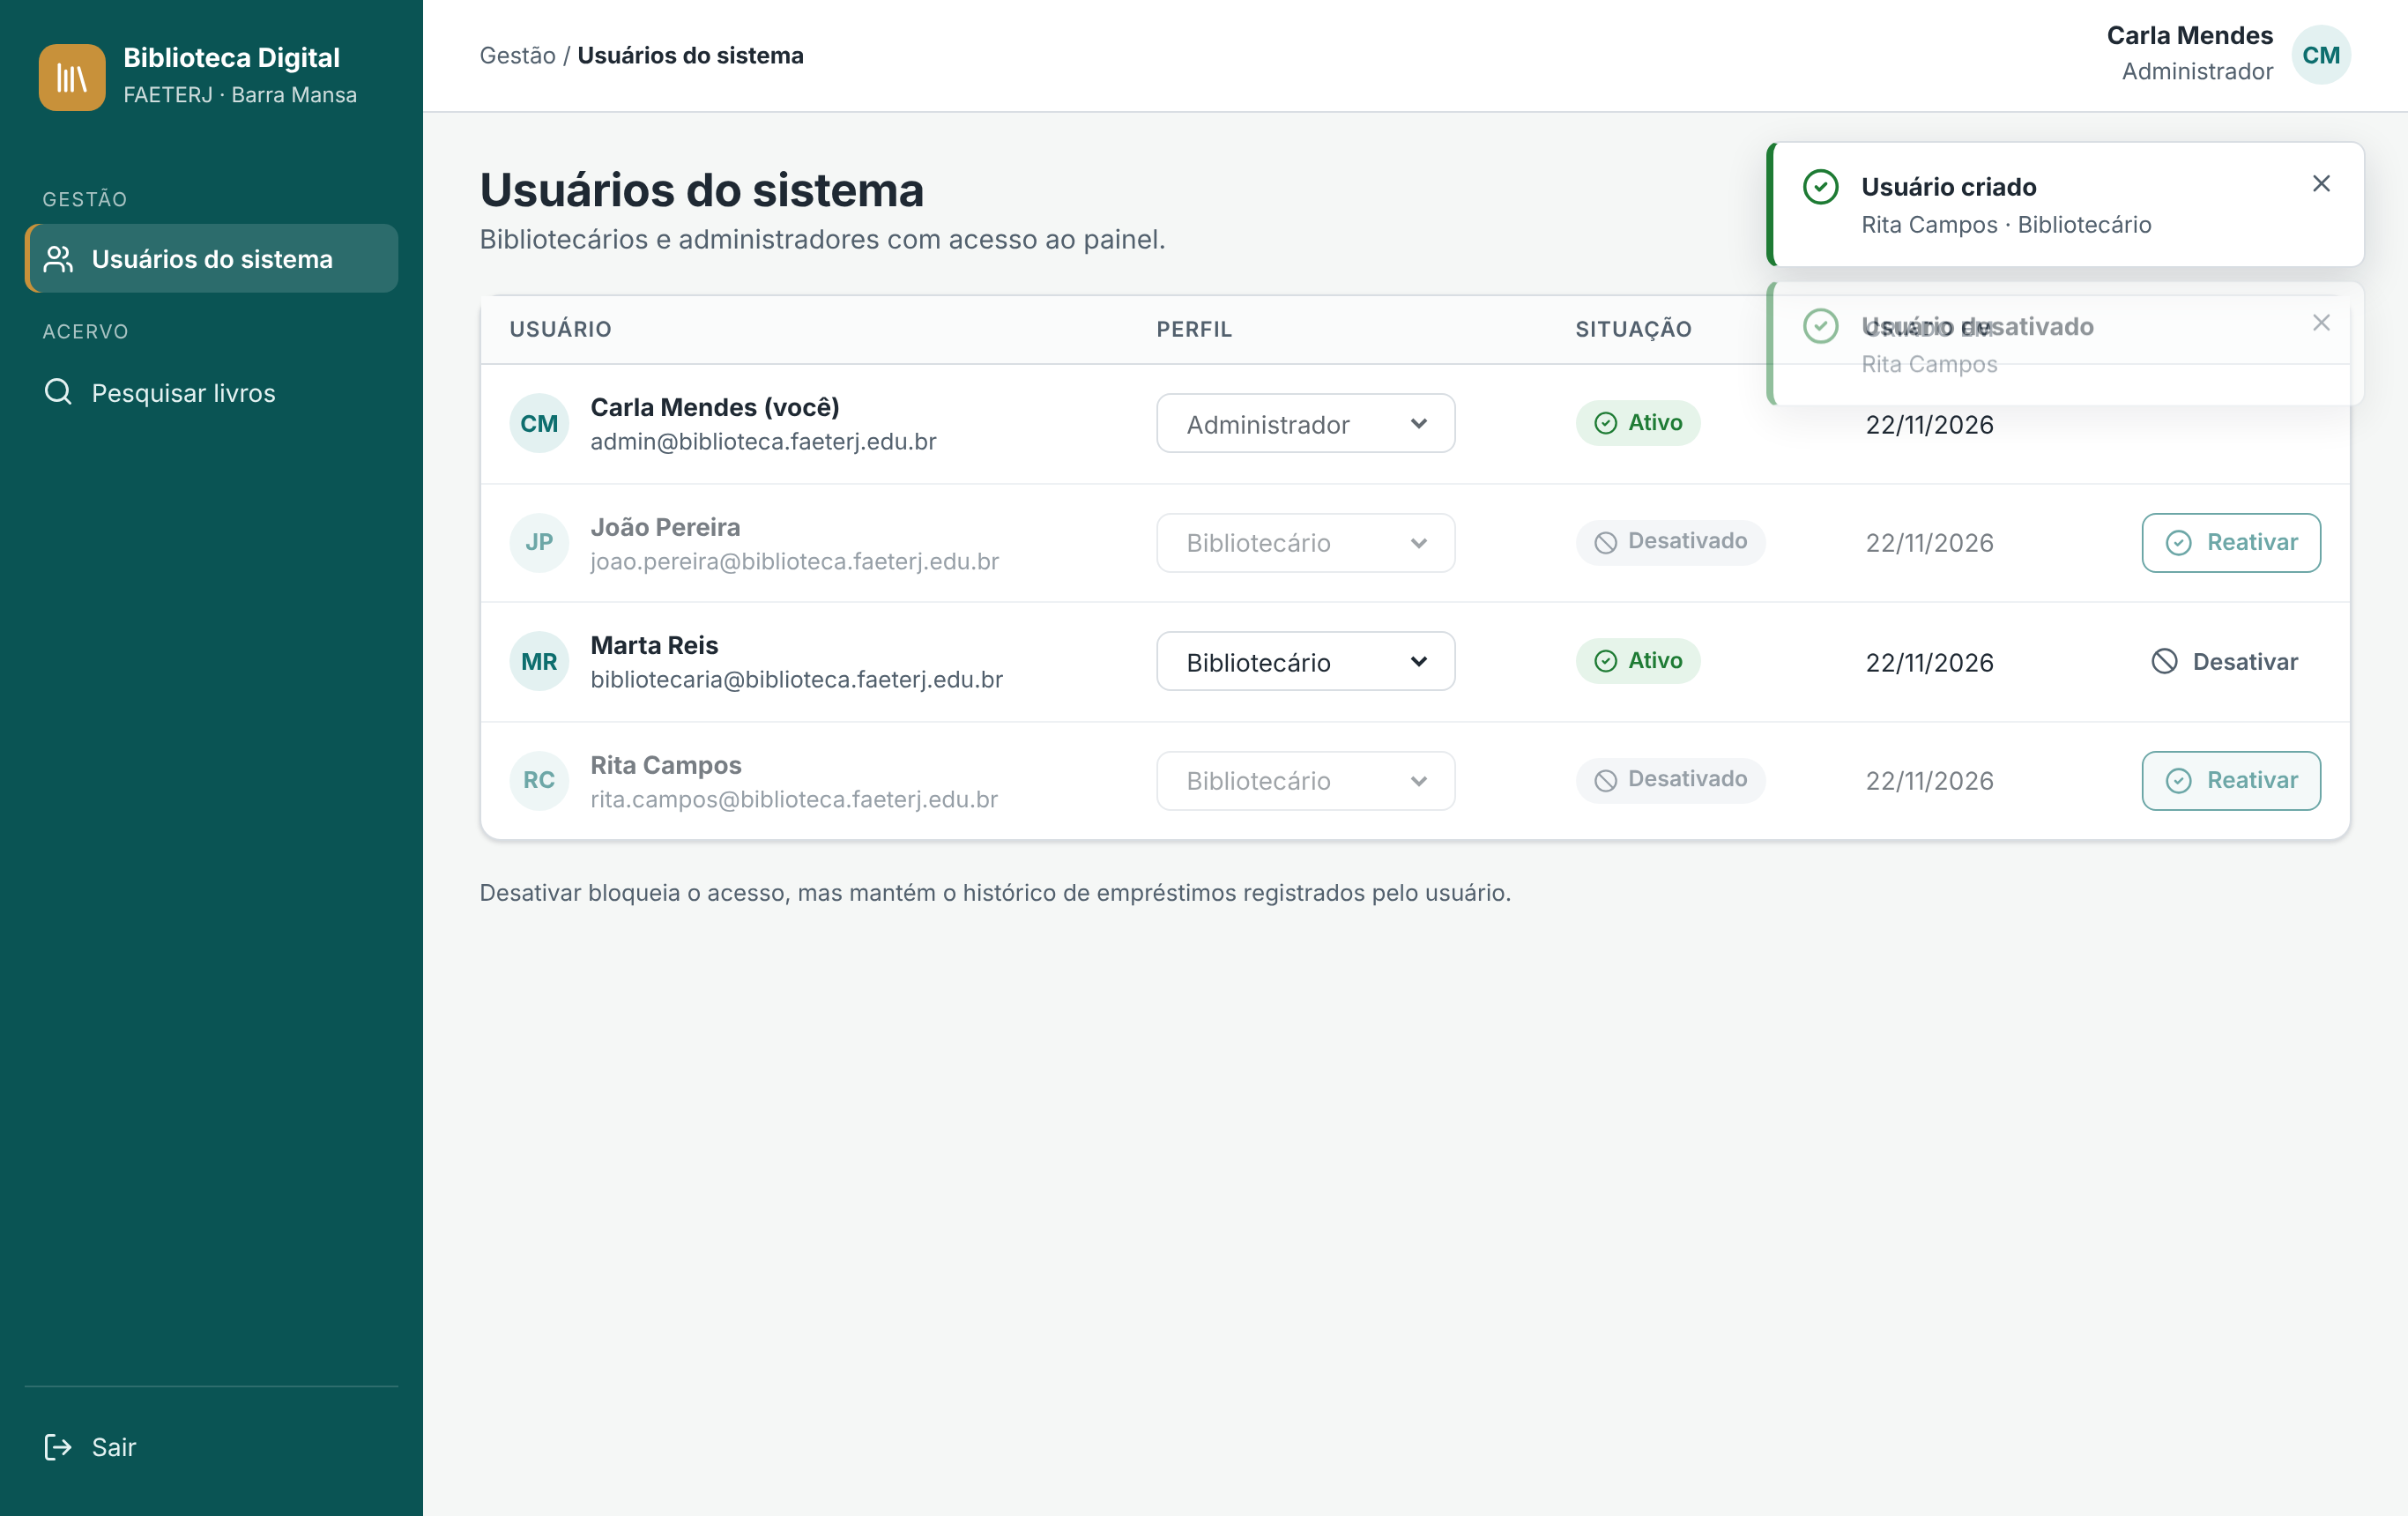 Biblioteca Digital
FAETERJ · Barra Mansa
GESTÃO
Usuários do sistema
ACERVO
Pesquisar livros
Sair
Gestão / Usuários do sistema
Carla Mendes
Administrador
CM
Usuários do sistema
Bibliotecários e administradores com acesso ao painel.
Usuário criado
Rita Campos · Bibliotecário
Usuário desativado
Rita Campos
USUÁRIO PERFIL SITUAÇÃO
CM Carla Mendes (você) Administrador Ativo 22/11/2026
admin@biblioteca.faeterj.edu.br
JP João Pereira Bibliotecário Desativado 22/11/2026 Reativar
joao.pereira@biblioteca.faeterj.edu.br
MR Marta Reis Bibliotecário Ativo 22/11/2026 Desativar
bibliotecaria@biblioteca.faeterj.edu.br
RC Rita Campos Bibliotecário Desativado 22/11/2026 Reativar
rita.campos@biblioteca.faeterj.edu.br
Desativar bloqueia o acesso, mas mantém o histórico de empréstimos registrados pelo usuário.